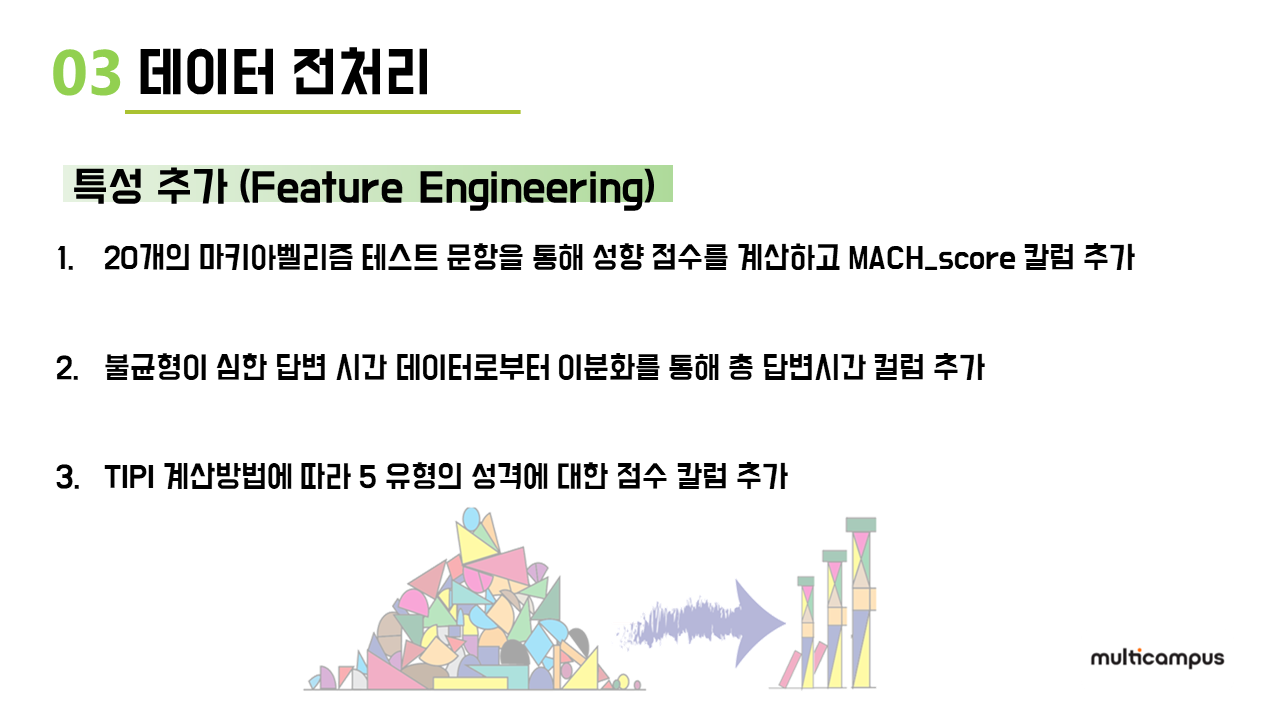 03 데이터 전처리
특성 추가 (Feature Engineering)
1. 20개의 마키아벨리즘 테스트 문항을 통해 성향 점수를 계산하고 MACH_score 칼럼 추가
2. 불균형이 심한 답변 시간 데이터로부터 이분화를 통해 총 답변시간 컬럼 추가
3. TIPI 계산방법에 따라 5 유형의 성격에 대한 점수 칼럼 추가
multicampus